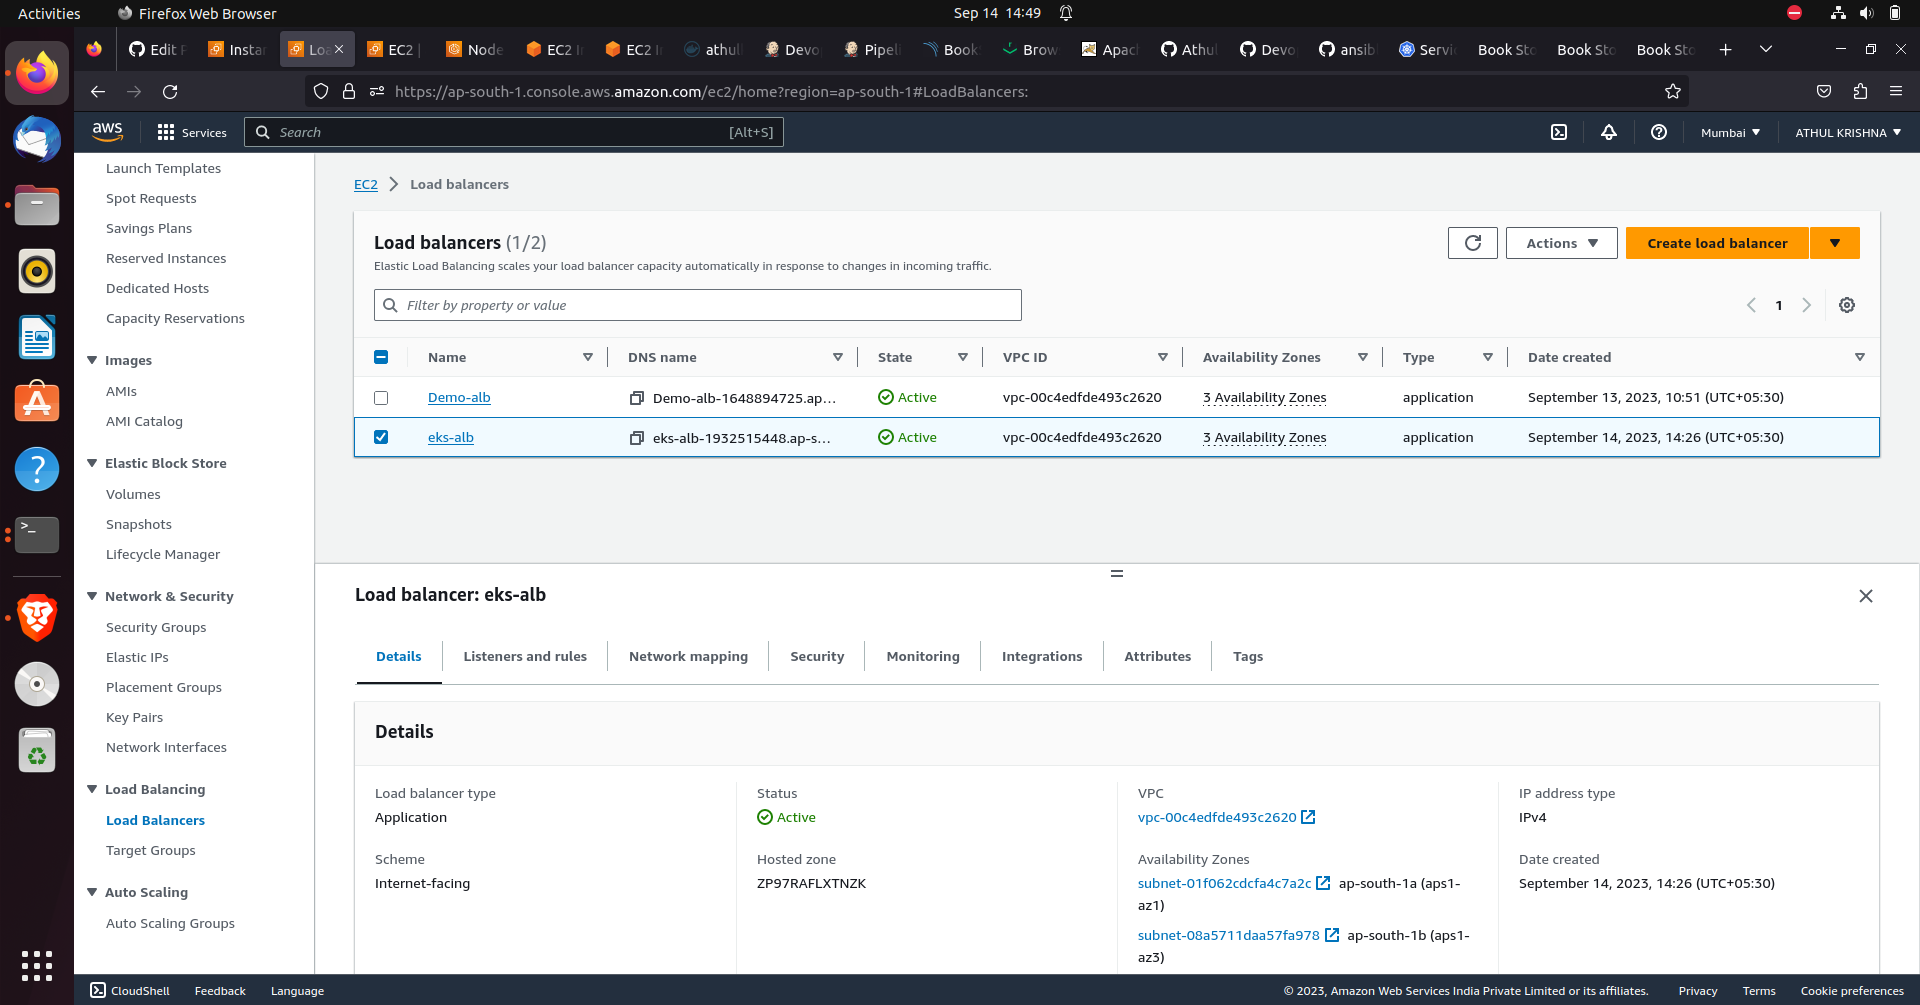 Activities
Firefox Web Browser
Sep 14 14:49
Edit
Insta
Loa
EC2 |
Node
EC2 I
EC2 I
athul
Devo
Pipeli
Book
Brow
Apac
Athul
Devo
ansib
Servi
Book Sto
Book Sto
Book Sto
https://ap-south-1.console.aws.amazon.com/ec2/home?region=ap-south-1#LoadBalancers:
aws
Services
Search
[Alt+S]
Mumbai
ATHUL KRISHNA
Launch Templates
Spot Requests
Savings Plans
Reserved Instances
Dedicated Hosts
Capacity Reservations
Images
AMIs
AMI Catalog
Elastic Block Store
Volumes
Snapshots
Lifecycle Manager
Network & Security
Security Groups
Elastic IPs
Placement Groups
Key Pairs
Network Interfaces
Load Balancing
Load Balancers
Target Groups
Auto Scaling
Auto Scaling Groups
EC2
Load balancers
Load balancers (1/2)
Elastic Load Balancing scales your load balancer capacity automatically in response to changes in incoming traffic.
Actions
Create load balancer
Filter by property or value
1
Name DNS name State VPC ID Availability Zones Type Date created
Demo-alb Demo-alb-1648894725.ap... Active vpc-00c4edfde493c2620 3 Availability Zones application September 13, 2023, 10:51 (UTC+05:30)
eks-alb eks-alb-1932515448.ap-s... Active vpc-00c4edfde493c2620 3 Availability Zones application September 14, 2023, 14:26 (UTC+05:30)
Load balancer: eks-alb
Details Listeners and rules Network mapping Security Monitoring Integrations Attributes Tags
Details
Load balancer type
Application
Scheme
Internet-facing
Status
Active
Hosted zone
ZP97RAFLXTNZK
VPC
vpc-00c4edfde493c2620
Availability Zones
subnet-01f062cdcfa4c7a2c ap-south-1a (aps1-
az1)
subnet-08a5711daa57fa978 ap-south-1b (aps1-
az3)
IP address type
IPv4
Date created
September 14, 2023, 14:26 (UTC+05:30)
CloudShell
Feedback
Language
© 2023, Amazon Web Services India Private Limited or its affiliates.
Privacy
Terms
Cookie preferences